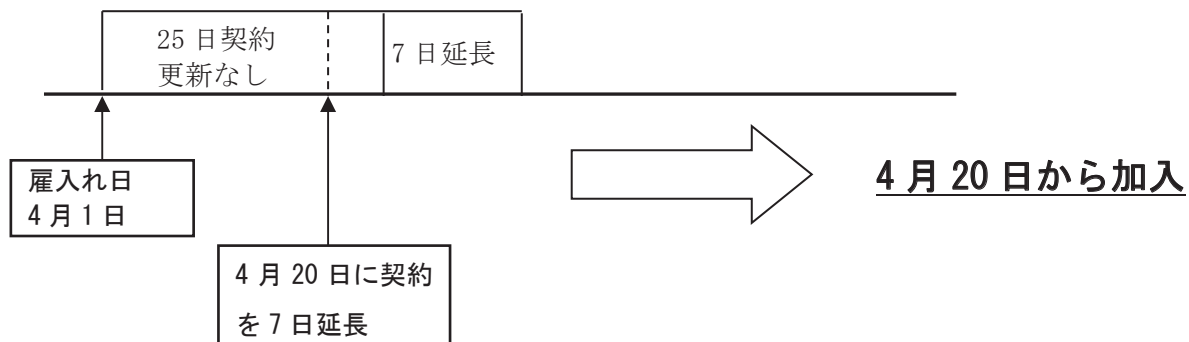 25 日契約
更新なし
7 日延長
雇入れ日
4 月 1 日
4 月 20 日から加入
4 月 20 日に契約
を 7 日延長